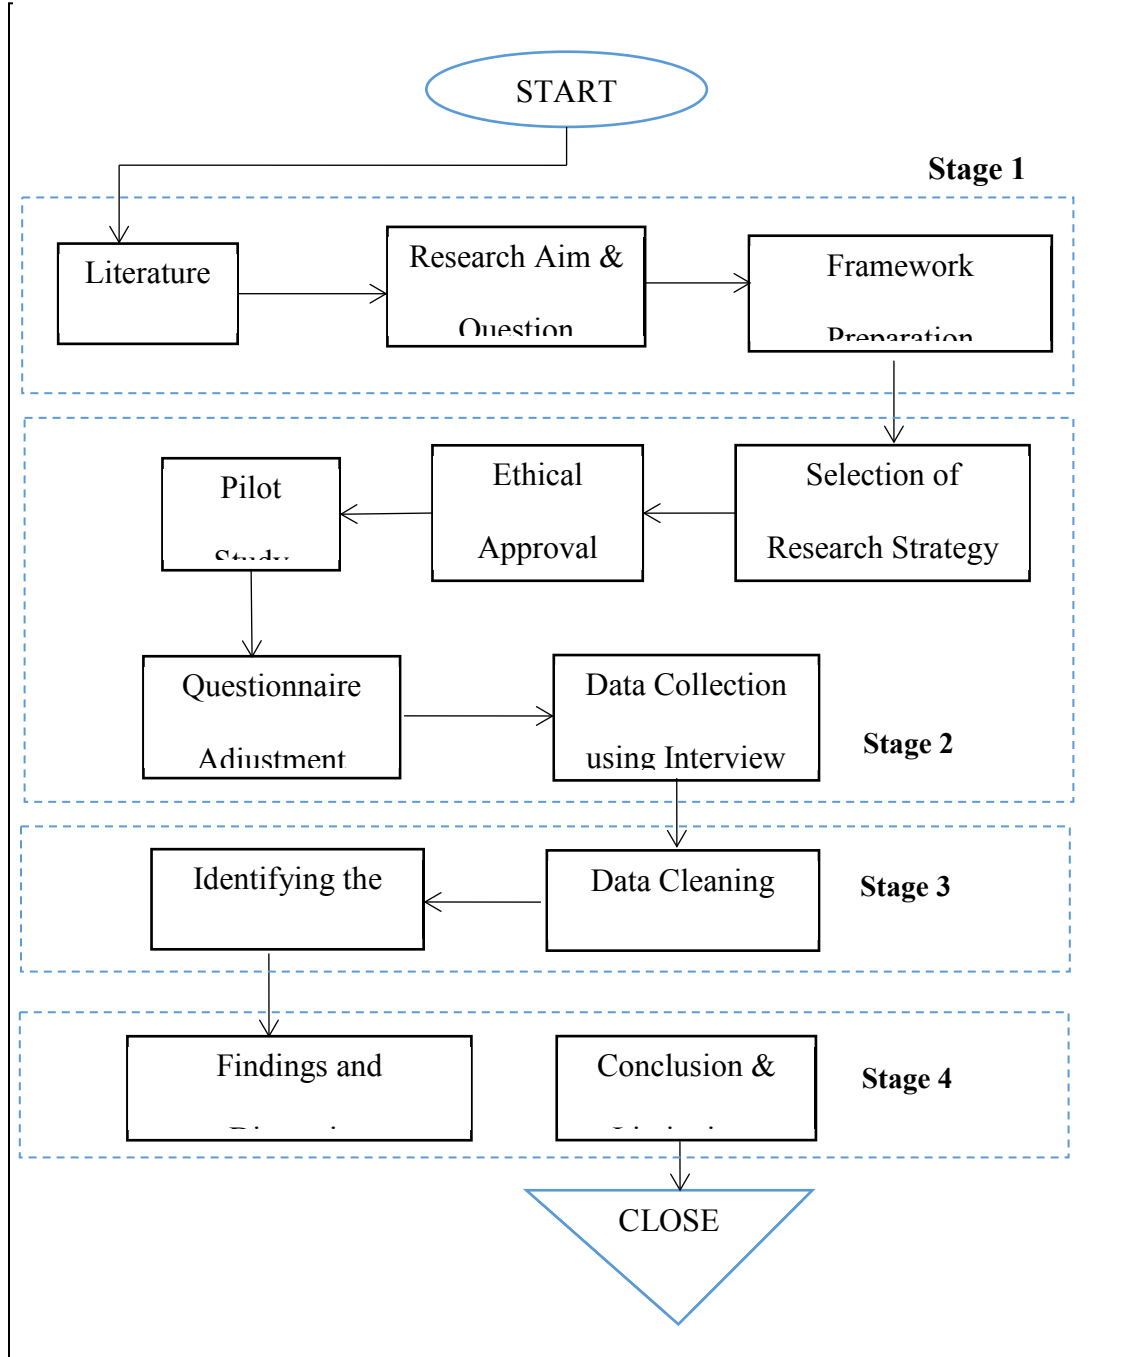 START
Stage 1
Literature
Research Aim &
Question
Framework
Preparation
Selection of
Research Strategy
Ethical
Approval
Pilot
Study
Questionnaire
Adjustment
Data Collection
using Interview
Stage 2
Data Cleaning
Identifying the
Stage 3
Findings and
Conclusion &
Stage 4
CLOSE